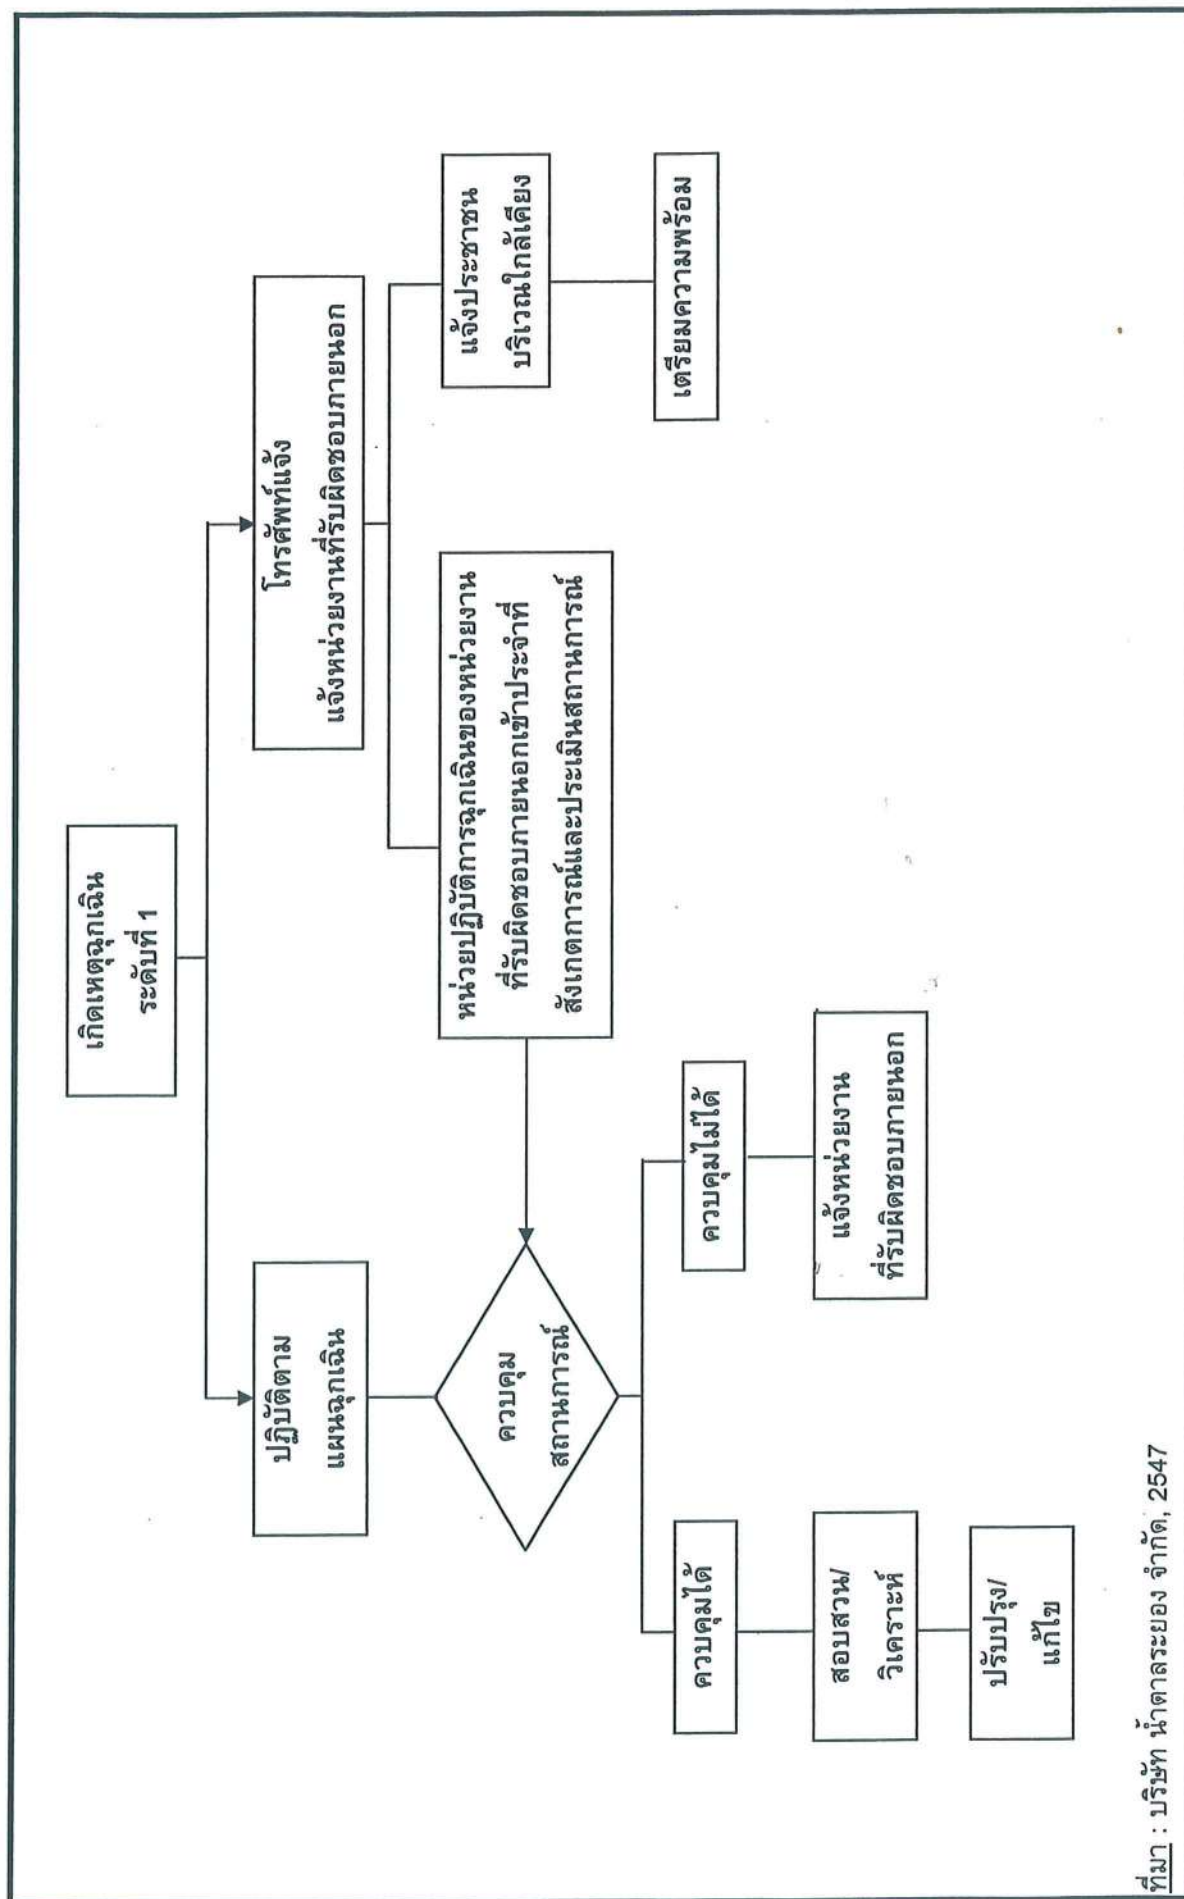 เกิดเหตุฉุกเฉิน
ระดับที่ 1
ปฏิบัติตาม
แผนฉุกเฉิน
โทรศัพท์แจ้ง
แจ้งหน่วยงานที่รับผิดชอบภายนอก
ควบคุม
สถานการณ์
หน่วยปฏิบัติการฉุกเฉินของหน่วยงาน
ที่รับผิดชอบภายนอกเข้าประจำที่
สังเกตการณ์และประเมินสถานการณ์
แจ้งประชาชน
บริเวณใกล้เคียง
ควบคุมได้
ควบคุมไม่ได้
เตรียมความพร้อม
สอบสวน/
วิเคราะห์
แจ้งหน่วยงาน
ที่รับผิดชอบภายนอก
ปรับปรุง/
แก้ไข
ที่มา : บริษัท น้ำตาลระยอง จำกัด, 2547